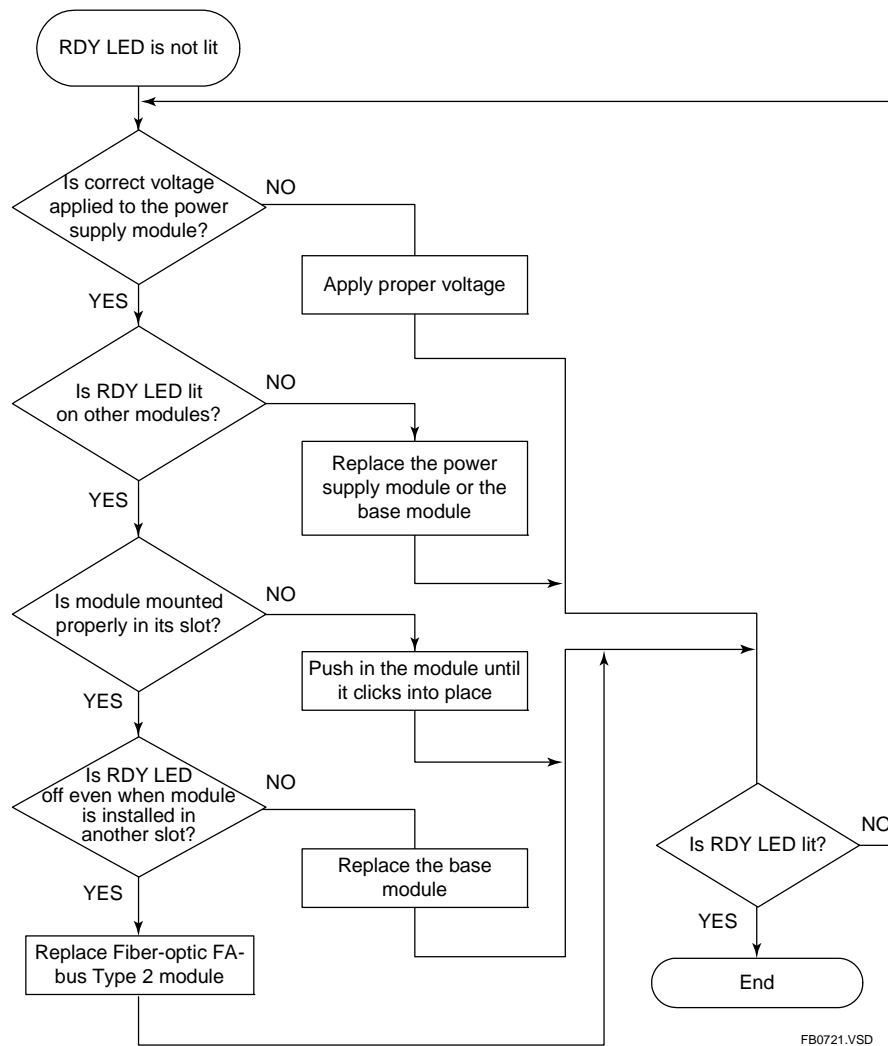 RDY LED is not lit
Is correct voltage
applied to the power
supply module?
NO
Apply proper voltage
YES
Is RDY LED lit
on other modules?
NO
Replace the power
supply module or the
base module
YES
Is module mounted
properly in its slot?
NO
Push in the module until
it clicks into place
YES
Is RDY LED
off even when module
is installed in
another slot?
NO
Replace the base
module
YES
Replace Fiber-optic FA-
bus Type 2 module
Is RDY LED lit?
NO
YES
End
FB0721.VSD